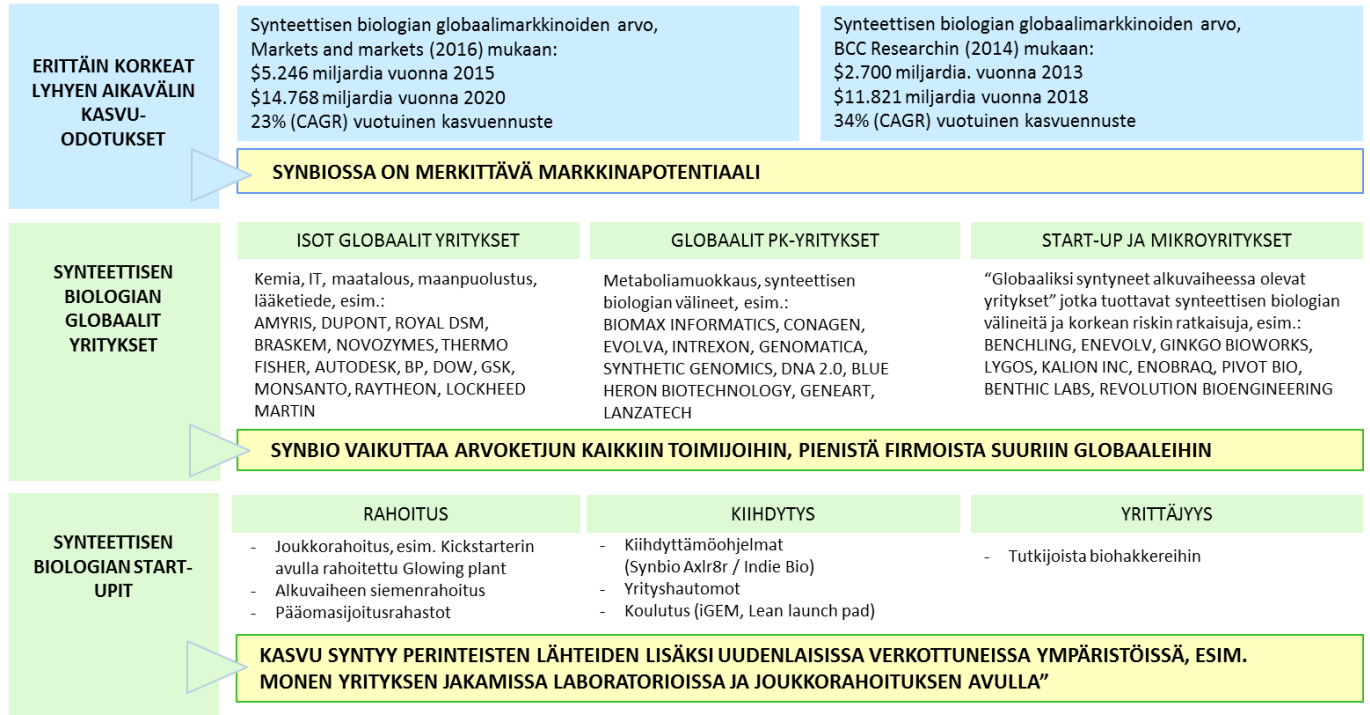 ERITTÄIN KORKEAT
LYHYEN AIKAVÄLIN
KASVU-
ODOTUKSET
Synteettisen biologian globaalimarkkinoiden arvo,
Markets and markets (2016) mukaan:
$5.246 miljardia vuonna 2015
$14.768 miljardia vuonna 2020
23% (CAGR) vuotuinen kasvuennuste
Synteettisen biologian globaalimarkkinoiden arvo,
BCC Researchin (2014) mukaan:
$2.700 miljardia. vuonna 2013
$11.821 miljardia vuonna 2018
34% (CAGR) vuotuinen kasvuennuste
SYNBIOSSA ON MERKITTÄVÄ MARKKINAPOTENTIAALI
SYNTEETTISEN
BIOLOGIAN
GLOBAALIT
YRITYKSET
ISOT GLOBAALIT YRITYKSET
Kemia, IT, maatalous, maanpuolustus,
lääketiede, esim.:
AMYRIS, DUPONT, ROYAL DSM,
BRASKEM, NOVOZYMES, THERMO
FISHER, AUTODESK, BP, DOW, GSK,
MONSANTO, RAYTHEON, LOCKHEED
MARTIN
GLOBAALIT PK-YRITYKSET
Metaboliamuokkaus, synteettisen
biologian välineet, esim.:
BIOMAX INFORMATICS, CONAGEN,
EVOLVA, INTREXON, GENOMATICA,
SYNTHETIC GENOMICS, DNA 2.0, BLUE
HERON BIOTECHNOLOGY, GENEART,
LANZATECH
START-UP JA MIKROYRITYKSET
“Globaaliksi syntyneet alkuvaiheessa olevat
yritykset” jotka tuottavat synteettisen biologian
välineitä ja korkean riskin ratkaisuja, esim.:
BENCHLING, ENEVOLV, GINKGO BIOWORKS,
LYGOS, KALION INC, ENOBRAQ, PIVOT BIO,
BENTHIC LABS, REVOLUTION BIOENGINEERING
SYNBIO VAIKUTTAA ARVOKETJUN KAIKKIIN TOIMIJOIHIN, PIENISTÄ FIRMOISTA SUURIIN GLOBAALEIHIN
SYNTEETTISEN
BIOLOGIAN START-
UPIT
RAHOITUS
- Joukkorahoitus, esim. Kickstarterin
avulla rahoitettu Glowing plant
- Alkuvaiheen siemenrahoitus
- Pääomasijoitusrahastot
KIIHDYTYS
- Kiihdyttämöohjelmat
(Synbio Axlr8r / Indie Bio)
- Yrityshautomot
- Koulutus (iGEM, Lean launch pad)
YRITTÄJYYS
- Tutkijoista biohakkereihin
KASVU SYNTYY PERINTEISTEN LÄHTEIDEN LISÄKSI UUDENLAISISSA VERKOTTUNEISSA YMPÄRISTÖISSÄ, ESIM.
MONEN YRITYKSEN JAKAMISSA LABORATORIOISSA JA JOUKKORAHOITUKSEN AVULLA”